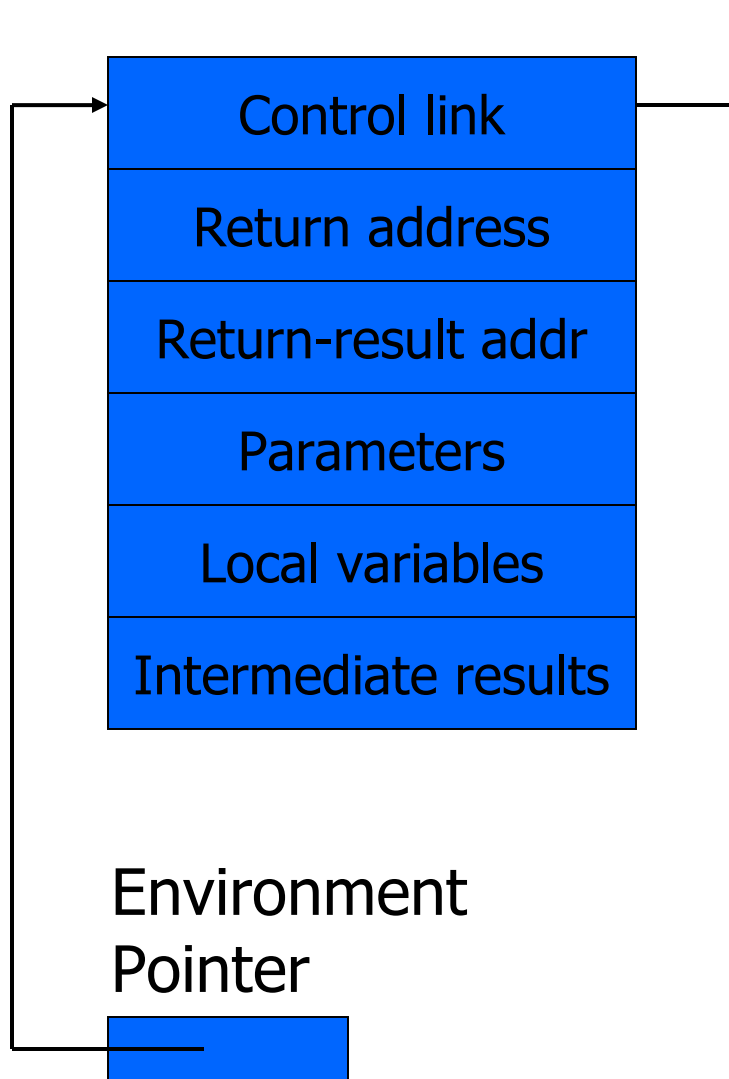 Control link
Return address
Return-result addr
Parameters
Local variables
Intermediate results
Environment
Pointer